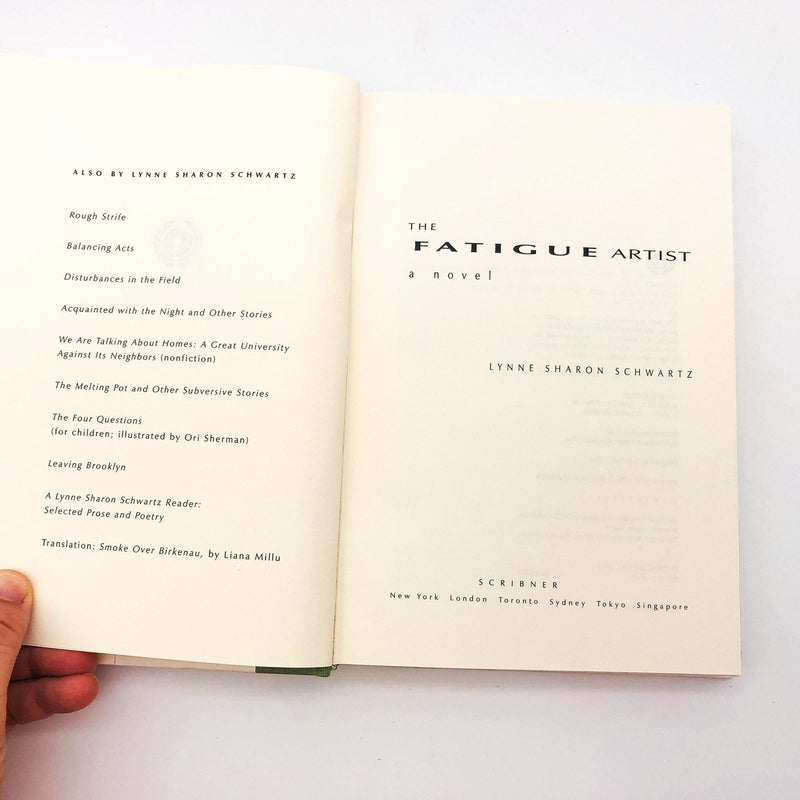 ALSO BY LYNNE SHARON SCHWARTZ
Rough Strife
Balancing Acts
Disturbances in the Field
Acquainted with the Night and Other Stories
We Are Talking About Homes: A Great University
Against Its Neighbors (nonfiction)
The Melting Pot and Other Subversive Stories
The Four Questions
(for children; illustrated by Ori Sherman)
Leaving Brooklyn
A Lynne Sharon Schwartz Reader:
Selected Prose and Poetry
Translation: Smoke Over Birkenau, by Liana Millu
THE
FATIGUE ARTIST
a novel
LYNNE SHARON SCHWARTZ
SCRIBNER
New York London Toronto Sydney Tokyo Singapore